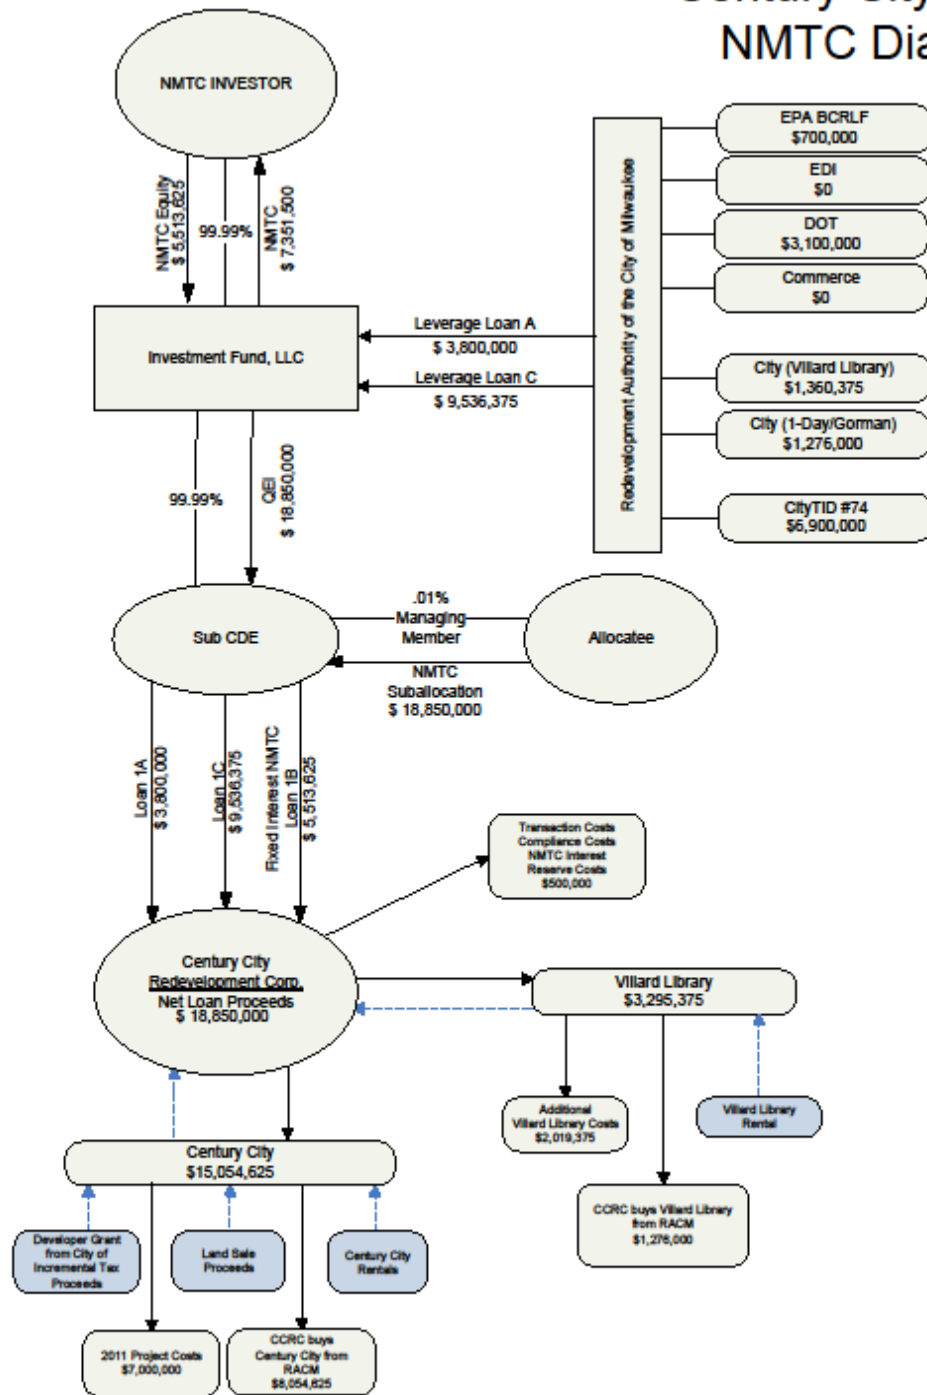 Century City
NMTC Dia
NMTC INVESTOR
EPA BCRLF
$700,000
EDI
$0
DOT
$3,100,000
Commerce
$0
City (Villard Library)
$1,360,375
City (1-Day/Gorman)
$1,276,000
CityTID #74
$6,900,000
Redevelopment Authority of the City of Milwaukee
NMTC Equity
$ 5,513,625
99.99%
NMTC
$ 7,351,500
Investment Fund, LLC
Leverage Loan A
$ 3,800,000
Leverage Loan C
$ 9,536,375
99.99%
QEI
$ 18,850,000
Sub CDE
.01%
Managing
Member
NMTC
Suballocation
$ 18,850,000
Allocatee
Loan 1A
$ 3,800,000
Loan 1C
$ 9,536,375
Fixed Interest NMTC
Loan 1B
$ 5,513,625
Transaction Costs
Compliance Costs
NMTC Interest
Reserve Costs
$500,000
Century City
Redevelopment Corp.
Net Loan Proceeds
$ 18,850,000
Villard Library
$3,295,375
Additional
Villard Library Costs
$2,019,375
Villard Library
Rental
CCRC buys Villard Library
from RACM
$1,276,000
Century City
$15,054,625
Developer Grant
from City of
Incremental Tax
Proceeds
Land Sale
Proceeds
Century City
Rentals
2011 Project Costs
$7,000,000
CCRC buys
Century City from
RACM
$8,054,625